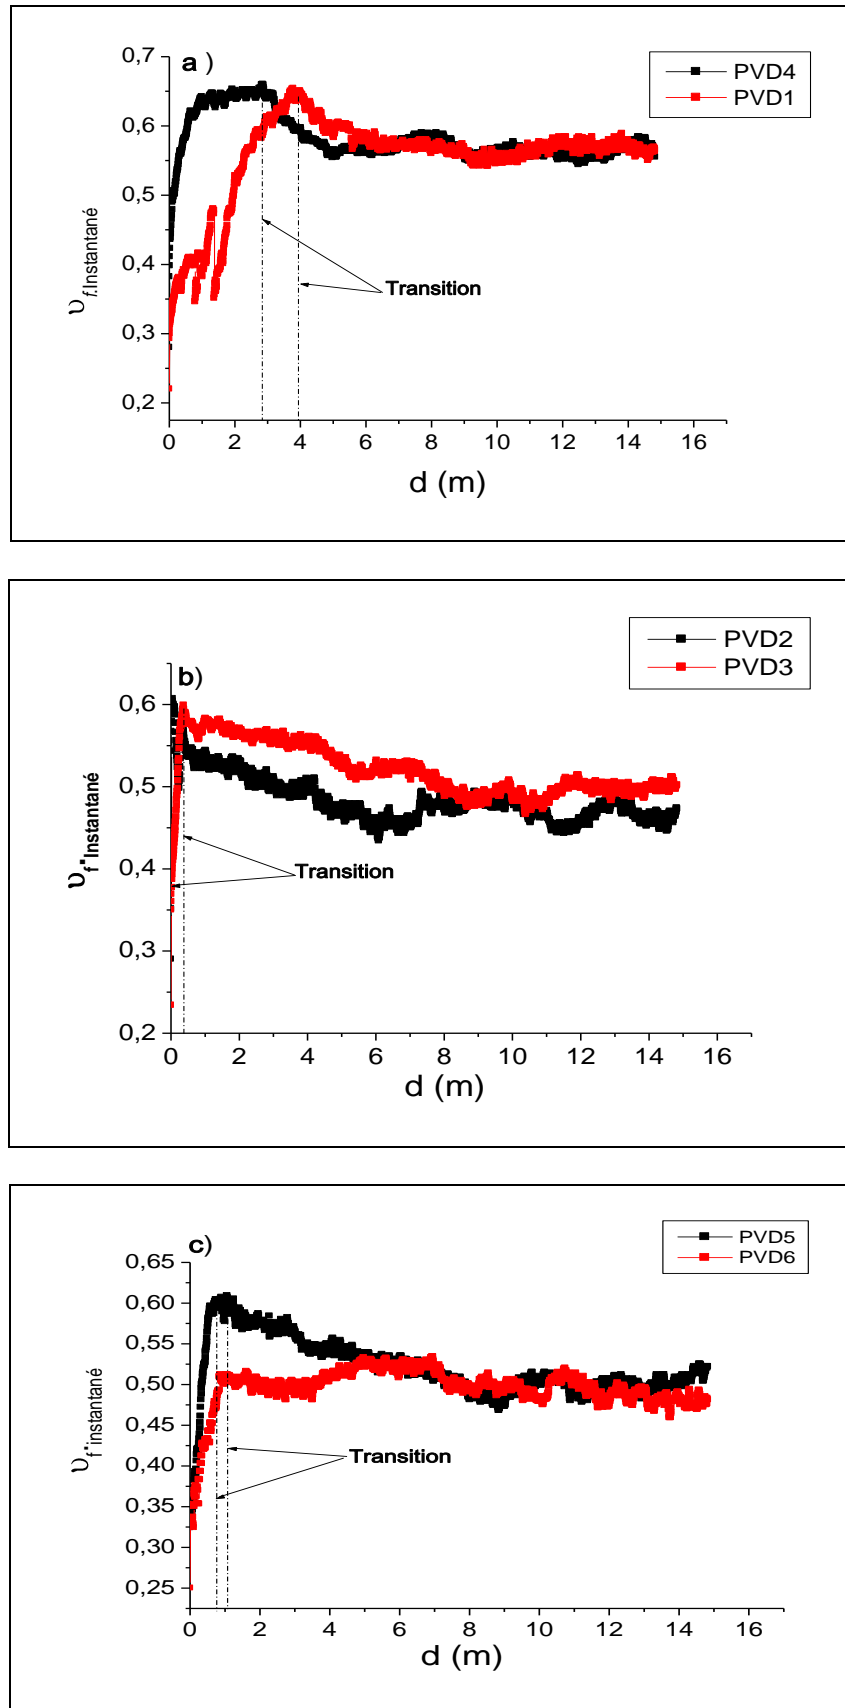 a )
PVD4
PVD1
0,7
0,6
0,5
0,4
0,3
0,2
υf.Instantané
Transition
0 2 4 6 8 10 12 14 16
d (m)
b)
PVD2
PVD3
0,6
0,5
0,4
0,3
0,2
υf'Instantané
Transition
0 2 4 6 8 10 12 14 16
d (m)
c)
PVD5
PVD6
0,65
0,60
0,55
0,50
0,45
0,40
0,35
0,30
0,25
υf'instantané
Transition
0 2 4 6 8 10 12 14 16
d (m)